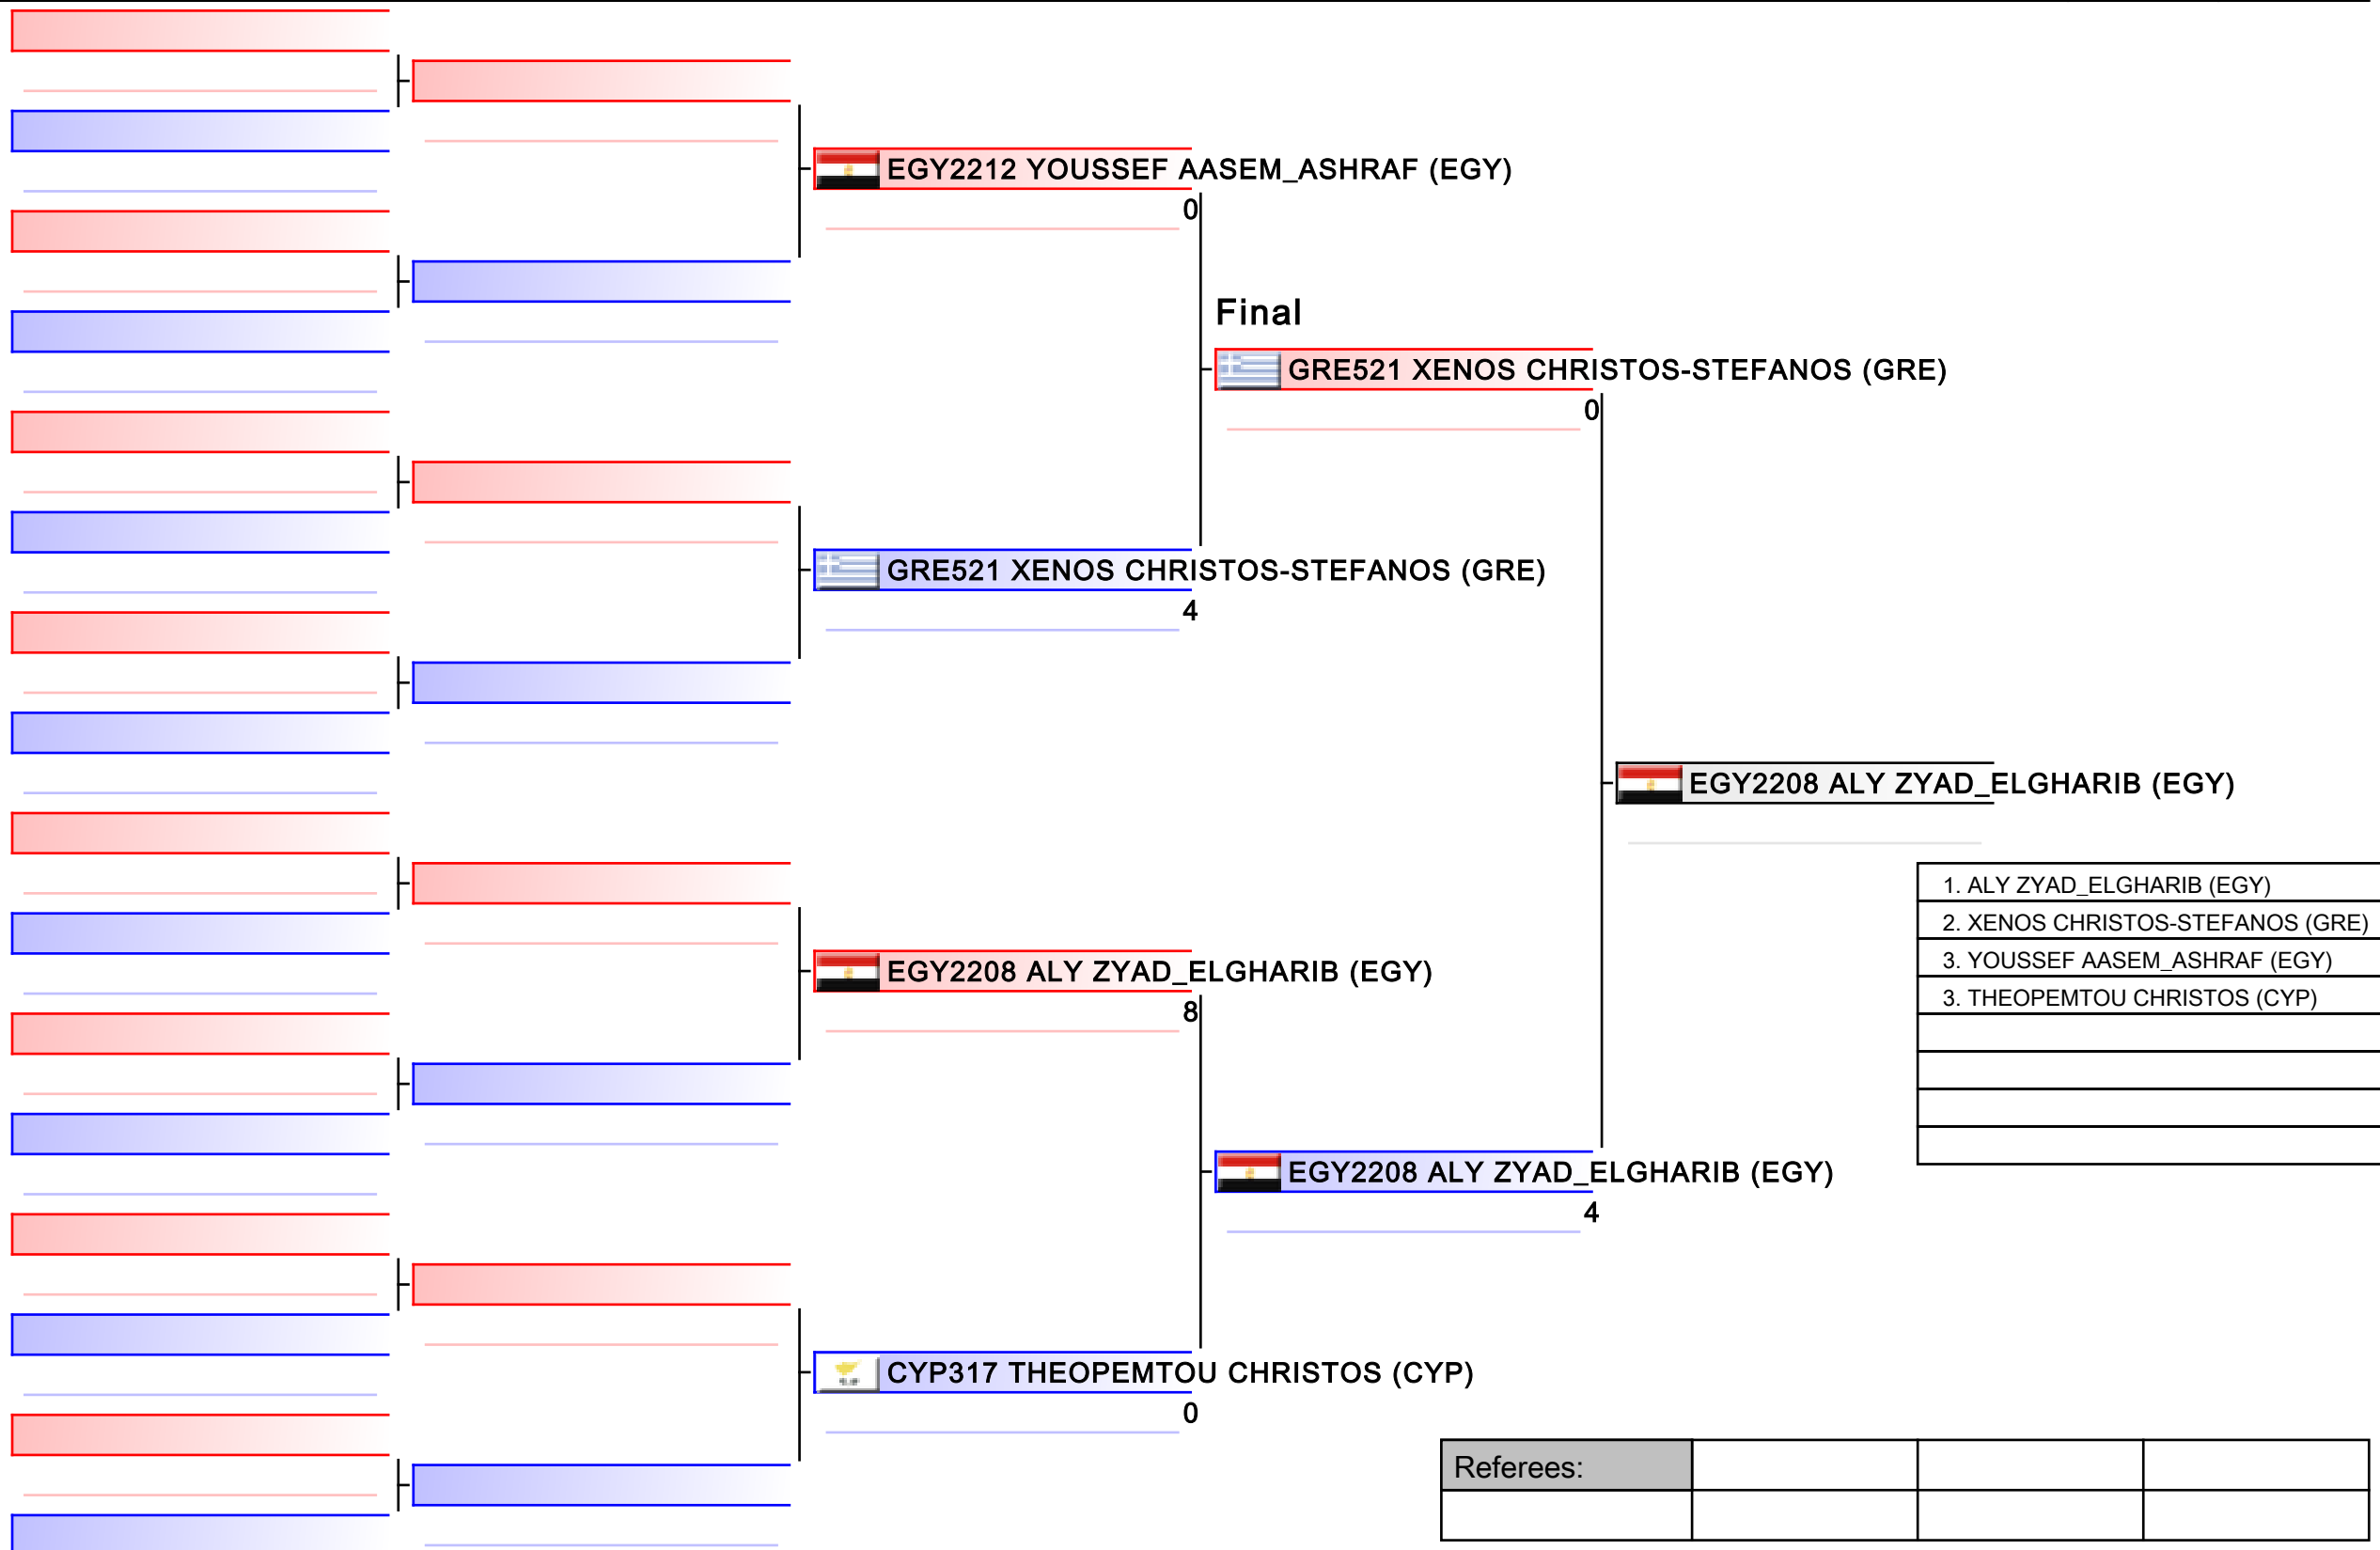 EGY2212 YOUSSEF AASEM_ASHRAF (EGY)
0
Final
GRE521 XENOS CHRISTOS-STEFANOS (GRE)
0
GRE521 XENOS CHRISTOS-STEFANOS (GRE)
4
EGY2208 ALY ZYAD_ELGHARIB (EGY)
1. ALY ZYAD_ELGHARIB (EGY)
2. XENOS CHRISTOS-STEFANOS (GRE)
3. YOUSSEF AASEM_ASHRAF (EGY)
3. THEOPEMTOU CHRISTOS (CYP)
EGY2208 ALY ZYAD_ELGHARIB (EGY)
8
EGY2208 ALY ZYAD_ELGHARIB (EGY)
4
CYP317 THEOPEMTOU CHRISTOS (CYP)
0
Referees: